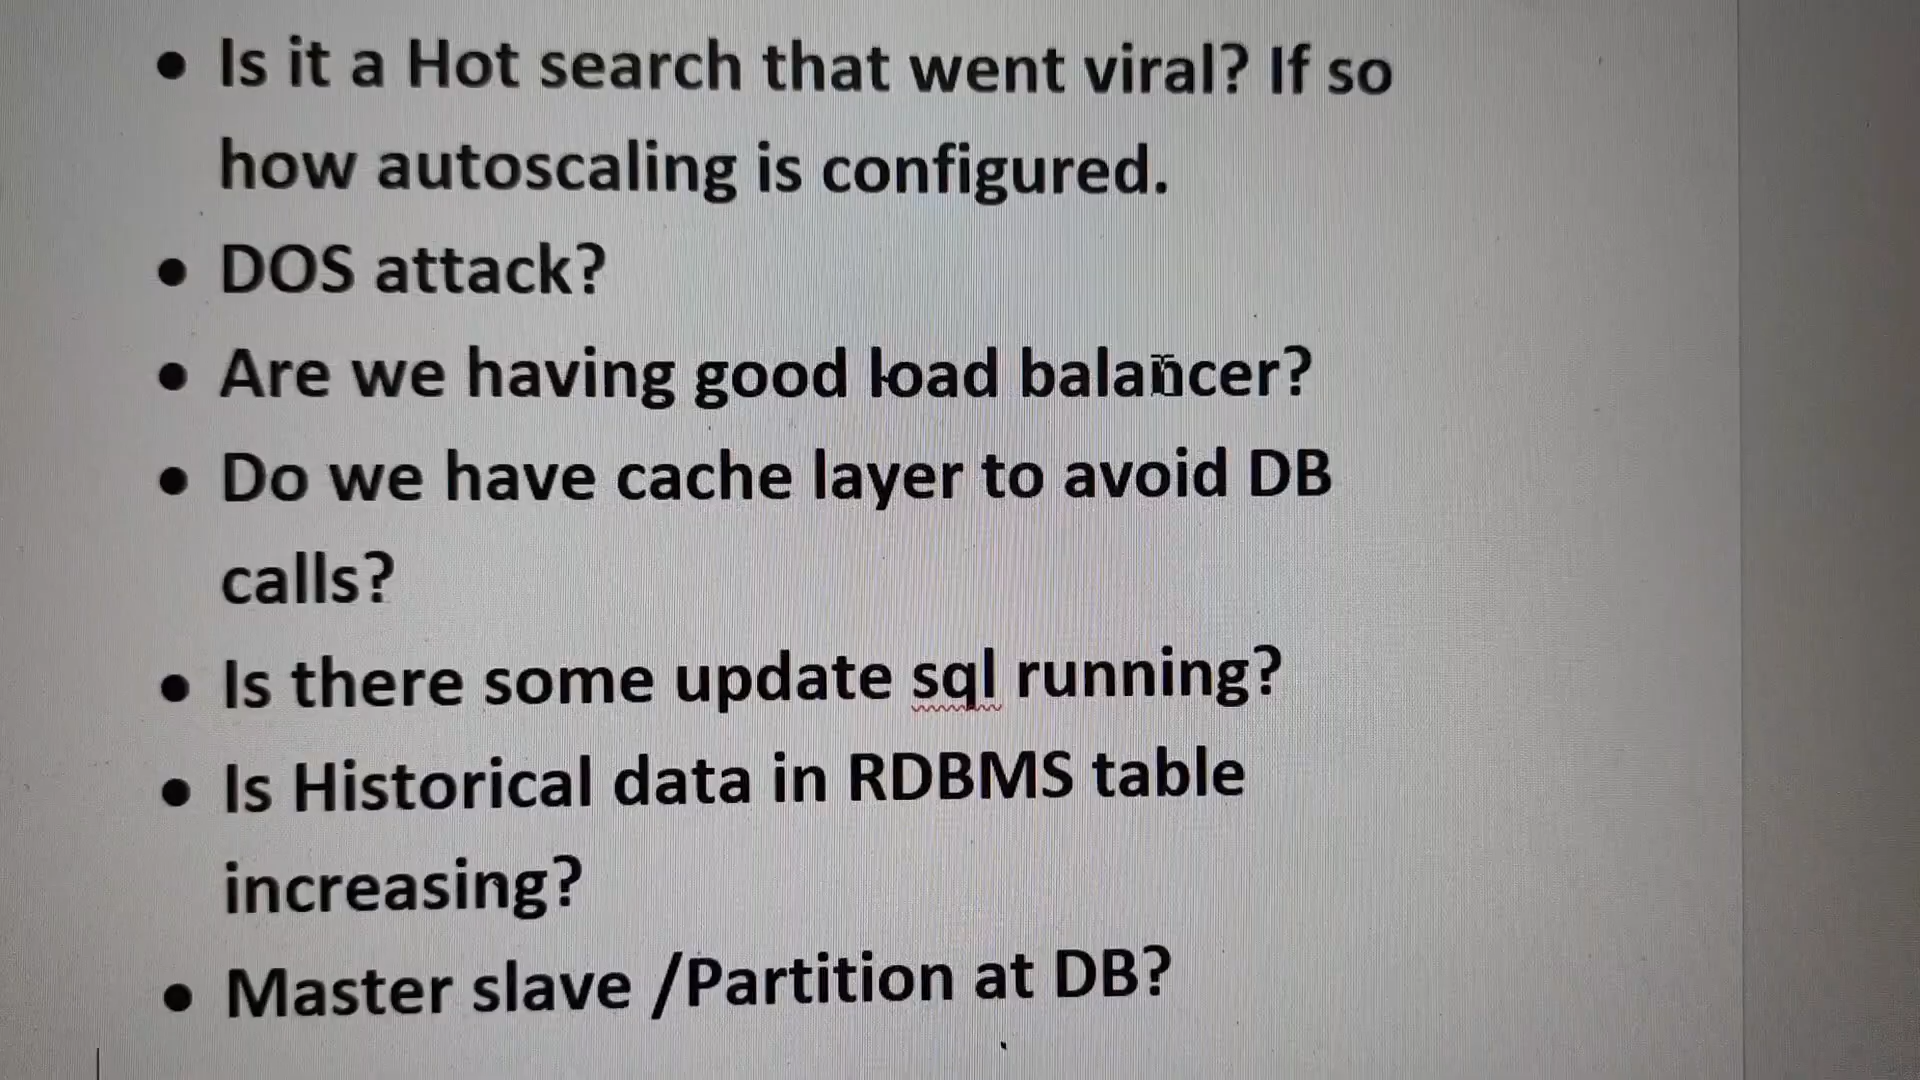 • Is it a Hot search that went viral? If so
how autoscaling is configured.
• DOS attack?
• Are we having good load balancer?
• Do we have cache layer to avoid DB
calls?
• Is there some update sql running?
• Is Historical data in RDBMS table
increasing?
• Master slave /Partition at DB?